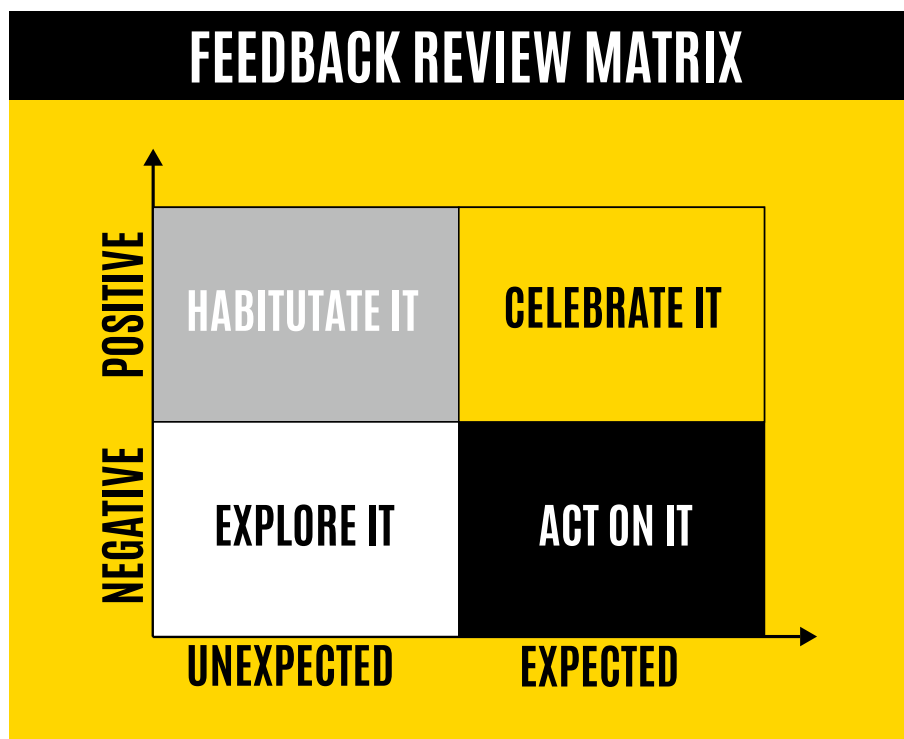 FEEDBACK REVIEW MATRIX
POSITIVE
HABITUTATE IT
CELEBRATE IT
NEGATIVE
EXPLORE IT
ACT ON IT
UNEXPECTED
EXPECTED